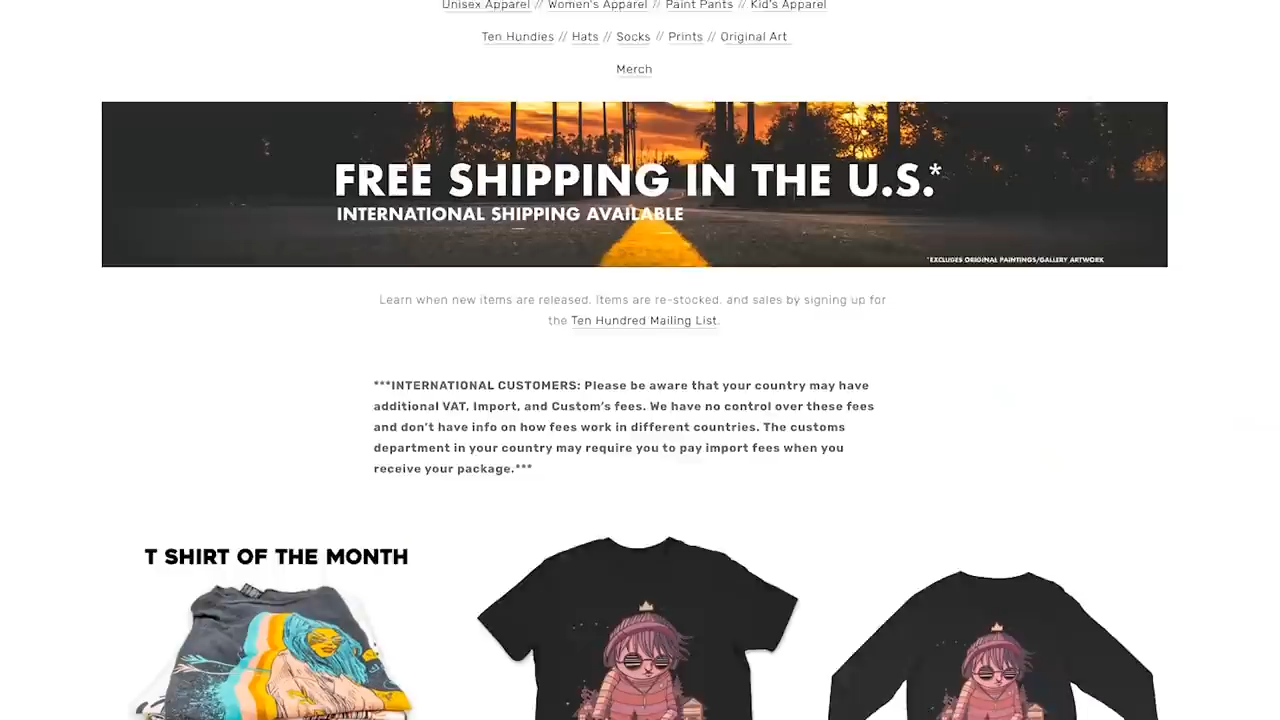 Unisex Apparel // Women's Apparel // Paint Pants // Kid's Apparel
Ten Hundies // Hats // Socks // Prints // Original Art
Merch
FREE SHIPPING IN THE U.S.*
INTERNATIONAL SHIPPING AVAILABLE
*EXCLUDES ORIGINAL PAINTINGS/GALLERY ARTWORK
Learn when new items are released, items are re-stocked, and sales by signing up for
the Ten Hundred Mailing List.
***INTERNATIONAL CUSTOMERS: Please be aware that your country may have
additional VAT, Import, and Custom's fees. We have no control over these fees
and don't have info on how fees work in different countries. The customs
department in your country may require you to pay import fees when you
receive your package.***
T SHIRT OF THE MONTH